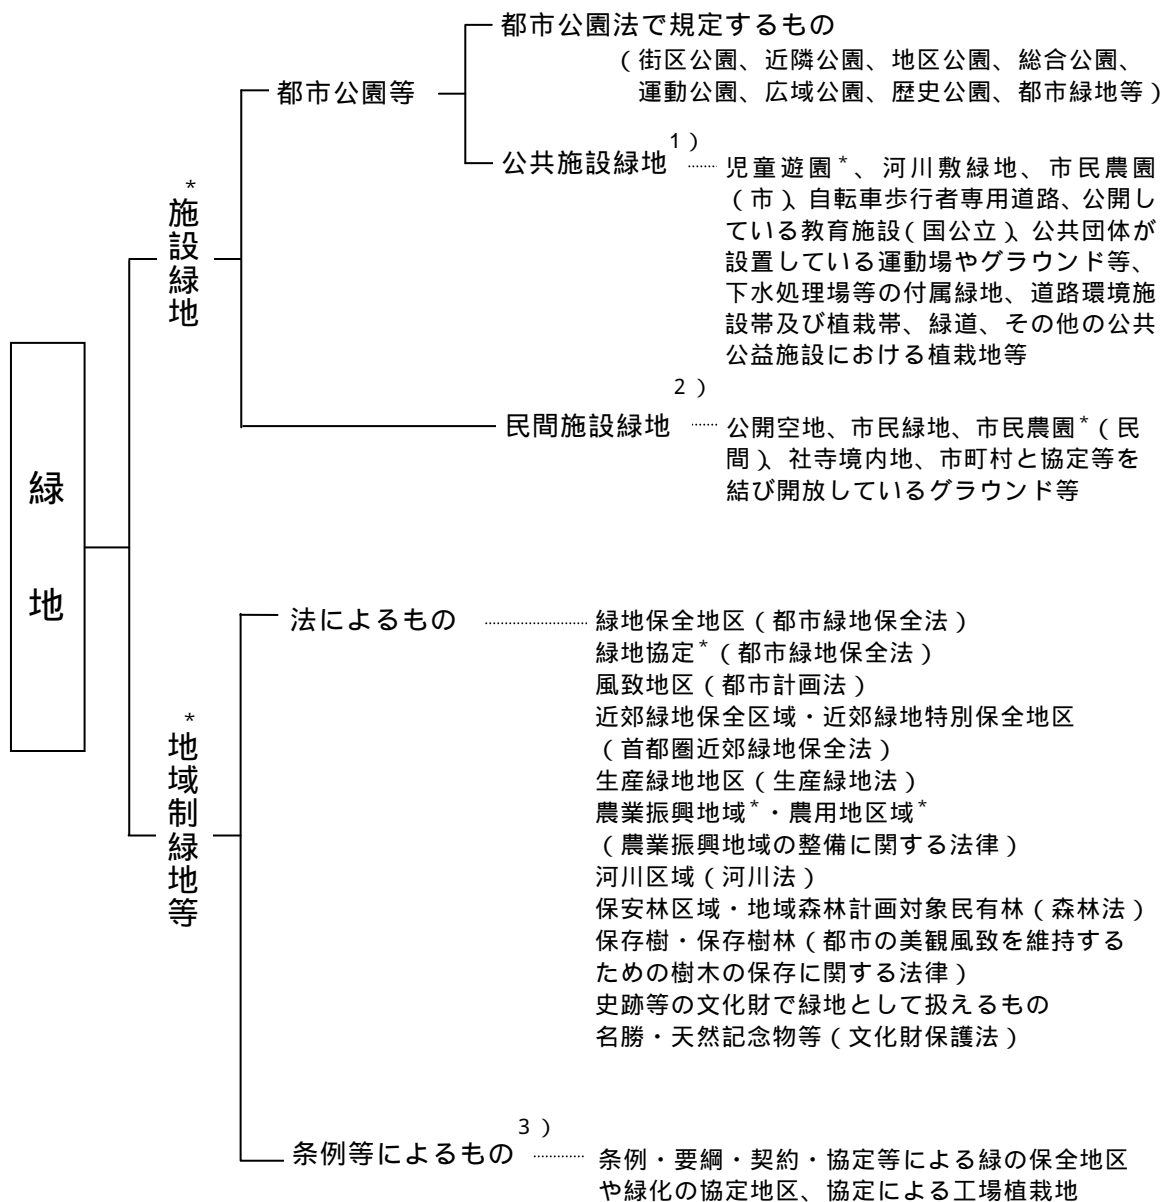 緑地
*施設緑地
都市公園等
都市公園法で規定するもの
（街区公園、近隣公園、地区公園、総合公園、
運動公園、広域公園、歴史公園、都市緑地等）
公共施設緑地1）
児童遊園*、河川敷緑地、市民農園
（市）、自転車歩行者専用道路、公開し
ている教育施設（国公立）、公共団体が
設置している運動場やグラウンド等、
下水処理場等の付属緑地、道路環境施
設帯及び植栽帯、緑道、その他の公共
公益施設における植栽地等
民間施設緑地2）
公開空地、市民緑地、市民農園*（民
間）、社寺境内地、市町村と協定等を
結び開放しているグラウンド等
*地域制緑地等
法によるもの
緑地保全地区（都市緑地保全法）
緑地協定*（都市緑地保全法）
風致地区（都市計画法）
近郊緑地保全区域・近郊緑地特別保全地区
（首都圏近郊緑地保全法）
生産緑地地区（生産緑地法）
農業振興地域*・農用地区域*
（農業振興地域の整備に関する法律）
河川区域（河川法）
保安林区域・地域森林計画対象民有林（森林法）
保存樹・保存樹林（都市の美観風致を維持する
ための樹木の保存に関する法律）
史跡等の文化財で緑地として扱えるもの
名勝・天然記念物等（文化財保護法）
条例等によるもの3）
条例・要綱・契約・協定等による緑の保全地区
や緑化の協定地区、協定による工場植栽地